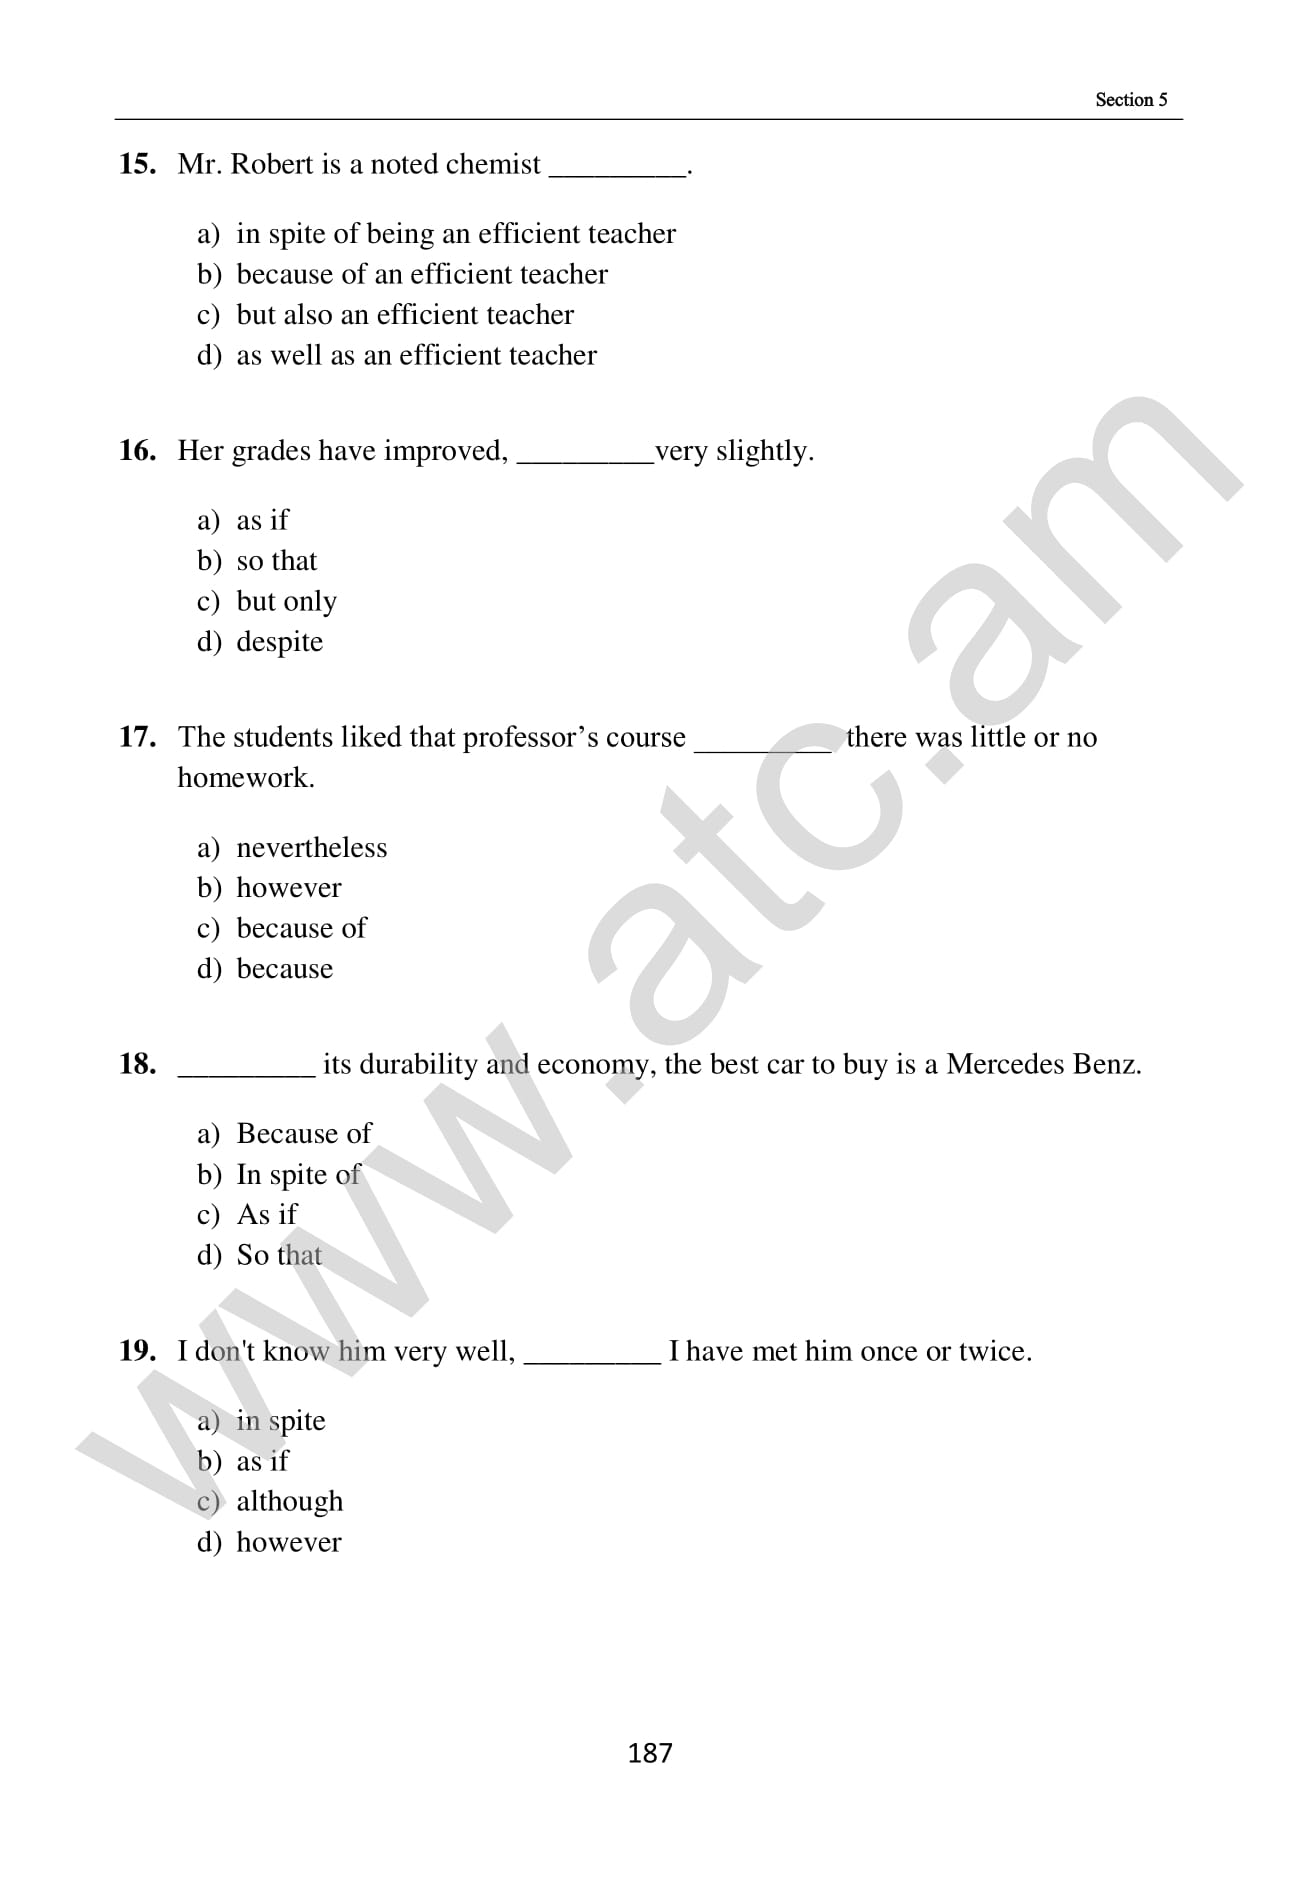 Section 5
15. Mr. Robert is a noted chemist _________.
a) in spite of being an efficient teacher
b) because of an efficient teacher
c) but also an efficient teacher
d) as well as an efficient teacher
16. Her grades have improved, _________very slightly.
a) as if
b) so that
c) but only
d) despite
17. The students liked that professor’s course _________ there was little or no
homework.
a) nevertheless
b) however
c) because of
d) because
18. _________ its durability and economy, the best car to buy is a Mercedes Benz.
a) Because of
b) In spite of
c) As if
d) So that
19. I don't know him very well, _________ I have met him once or twice.
a) in spite
b) as if
c) although
d) however
187
www.atc.am